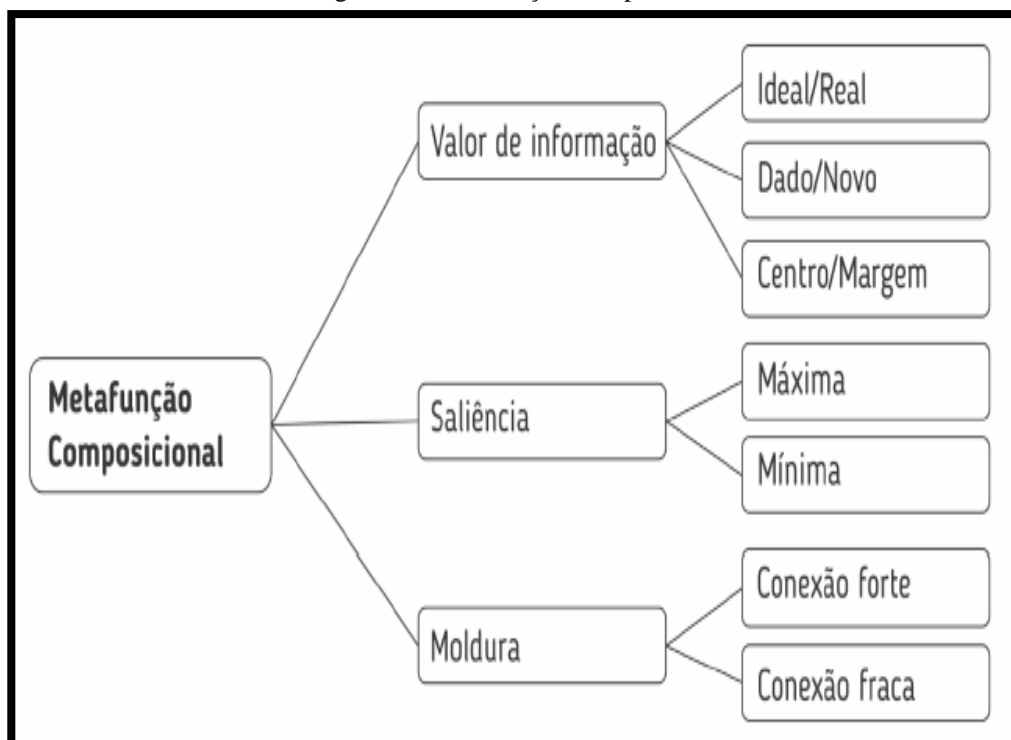 Metafunção
Composicional
Valor de informação
Ideal/Real
Dado/Novo
Centro/Margem
Saliência
Máxima
Mínima
Moldura
Conexão forte
Conexão fraca